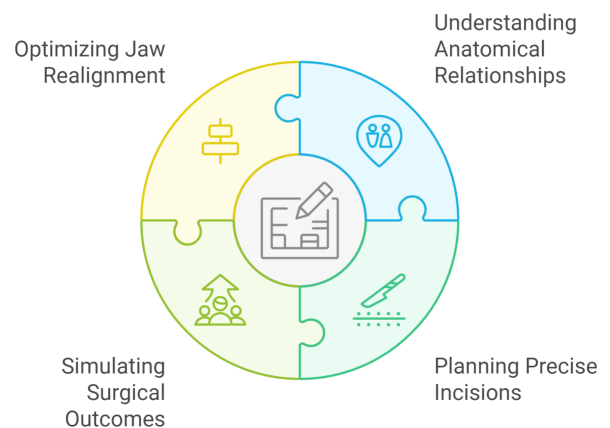 Optimizing Jaw
Realignment
Understanding
Anatomical
Relationships
Simulating
Surgical
Outcomes
Planning Precise
Incisions